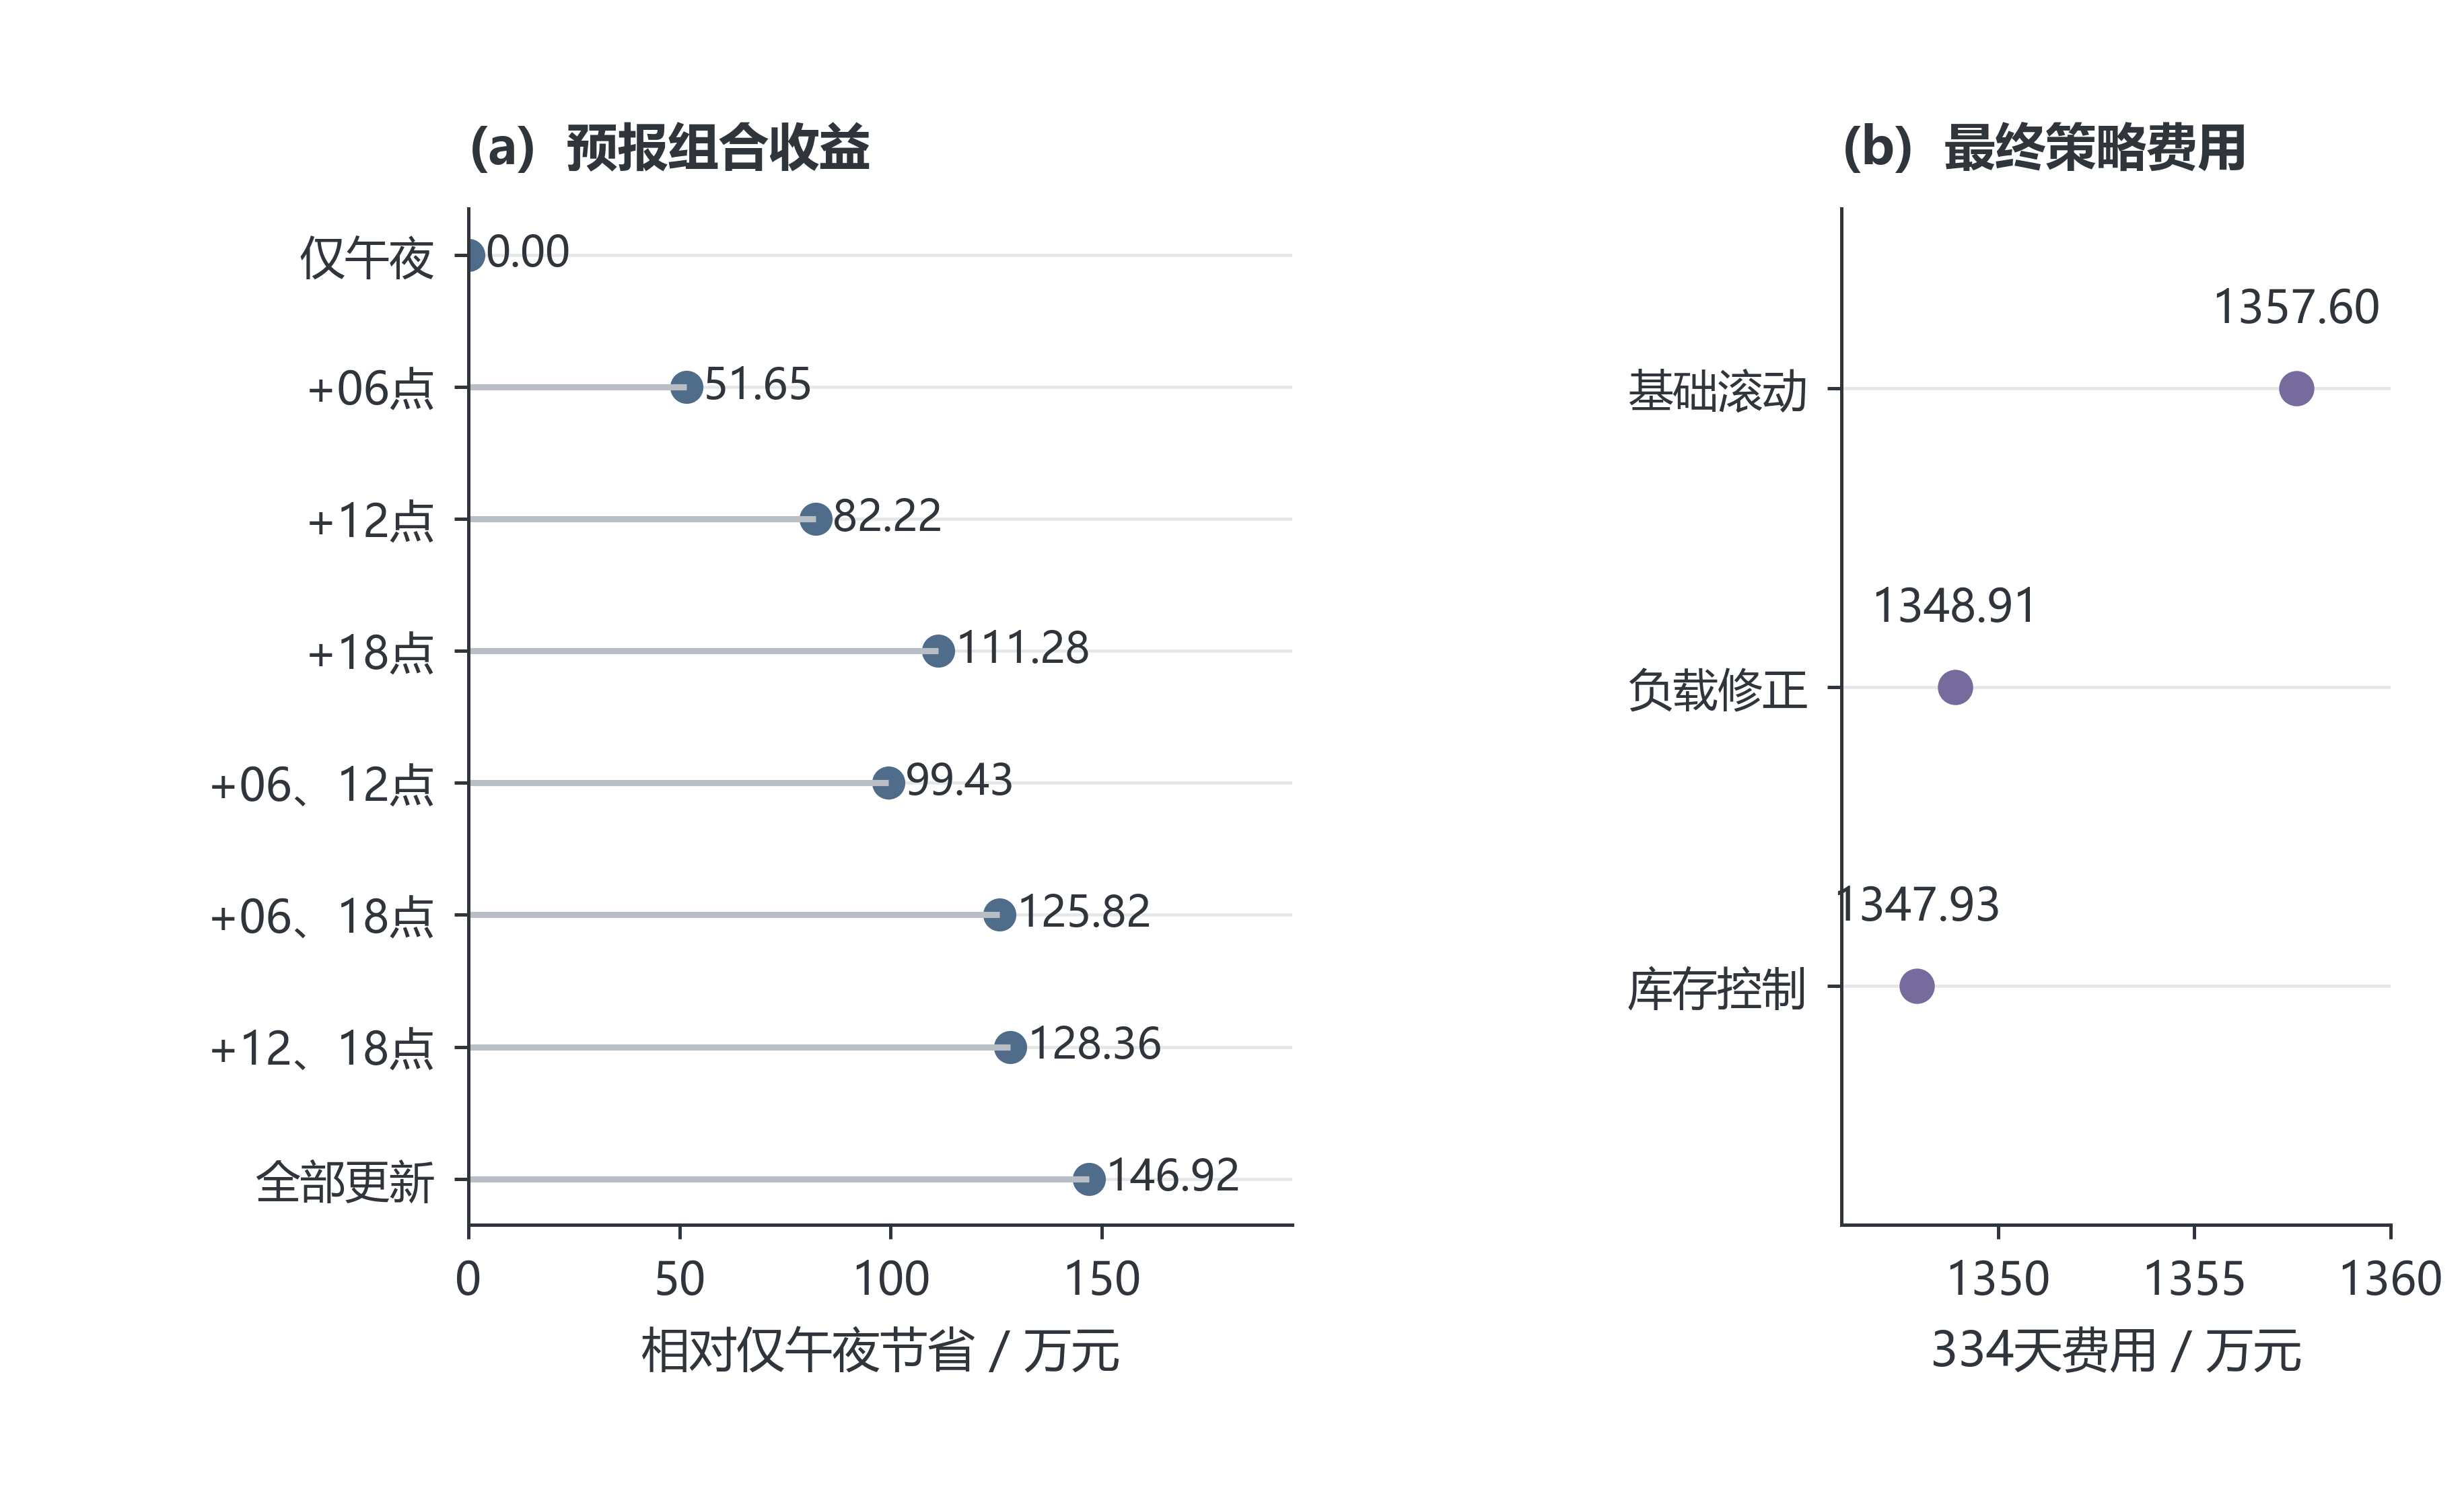 (a) 预报组合收益
仅午夜 0.00
+06点 51.65
+12点 82.22
+18点 111.28
+06、12点 99.43
+06、18点 125.82
+12、18点 128.36
全部更新 146.92
0 50 100 150
相对仅午夜节省 / 万元
(b) 最终策略费用
1357.60
基础滚动
1348.91
负载修正
1347.93
库存控制
1350 1355 1360
334天费用 / 万元